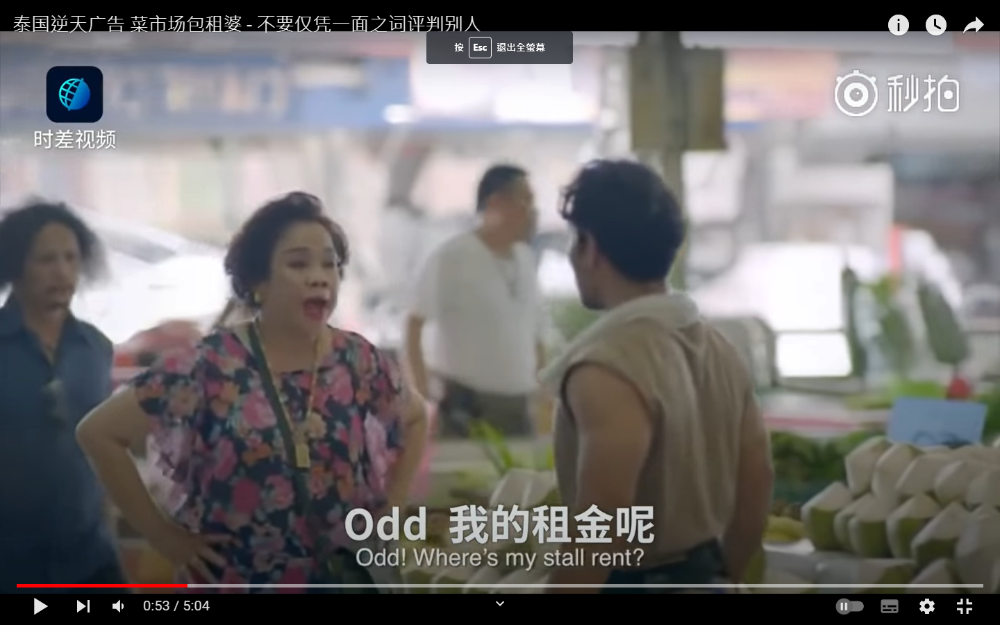 泰国逆天广告 菜市场包租婆 - 不要仅凭一面之词评判别人
按 Esc 退出全螢幕
时差视频
秒拍
Odd 我的租金呢
Odd! Where's my stall rent?
0:53 / 5:04